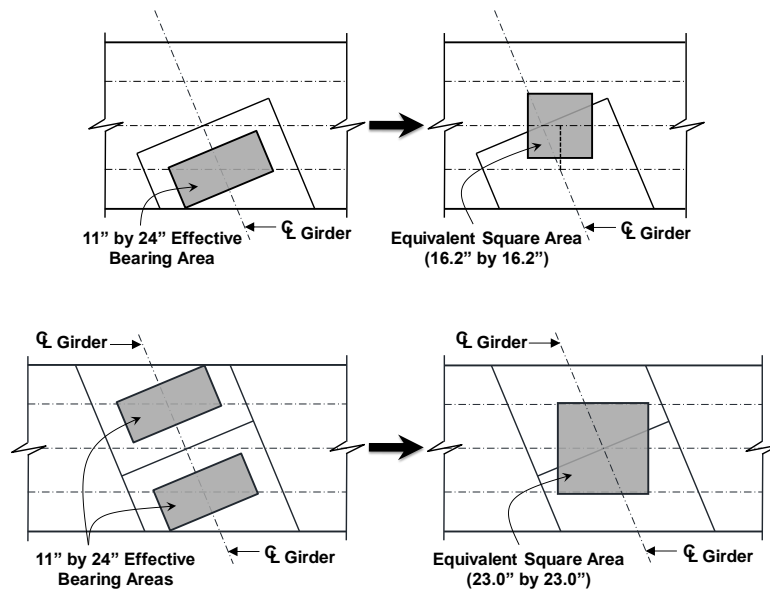 11” by 24” Effective
Bearing Area
℄ Girder
Equivalent Square Area
(16.2” by 16.2”)
℄ Girder
℄ Girder
11” by 24” Effective
Bearing Areas
℄ Girder
℄ Girder
Equivalent Square Area
(23.0” by 23.0”)
℄ Girder